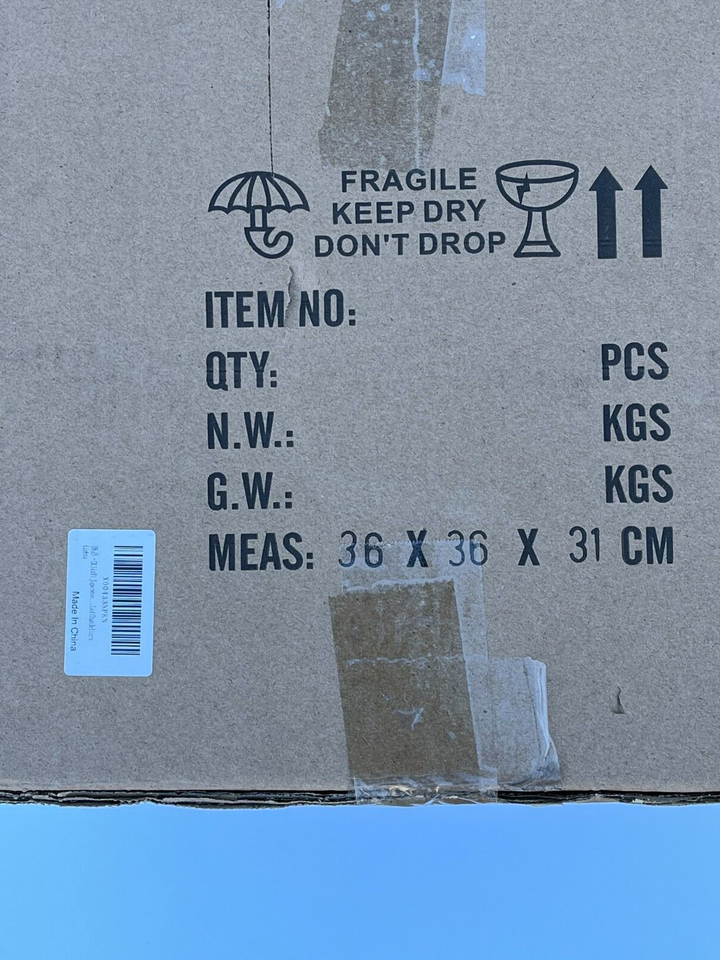 FRAGILE
KEEP DRY
DON'T DROP
ITEM NO:
QTY: PCS
N.W.: KGS
G.W.: KGS
MEAS: 36 X 36 X 31 CM
Made In China